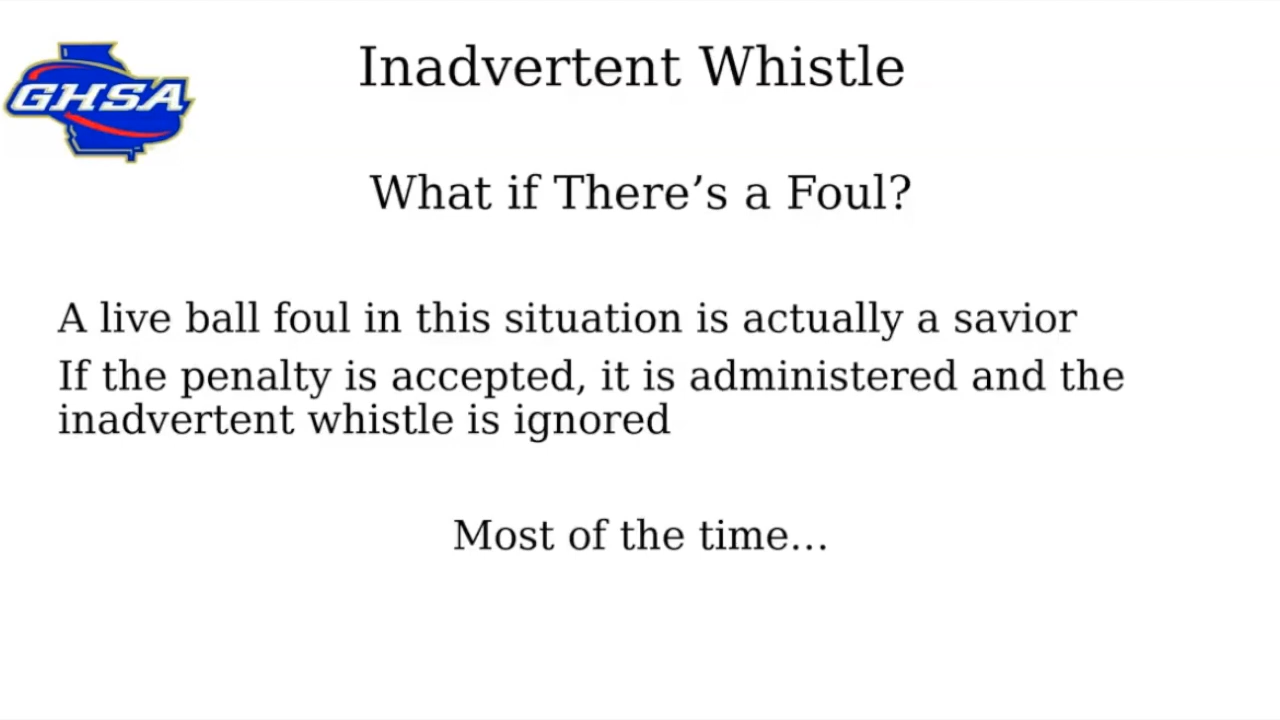 GHSA
Inadvertent Whistle
What if There’s a Foul?
A live ball foul in this situation is actually a savior
If the penalty is accepted, it is administered and the
inadvertent whistle is ignored
Most of the time…